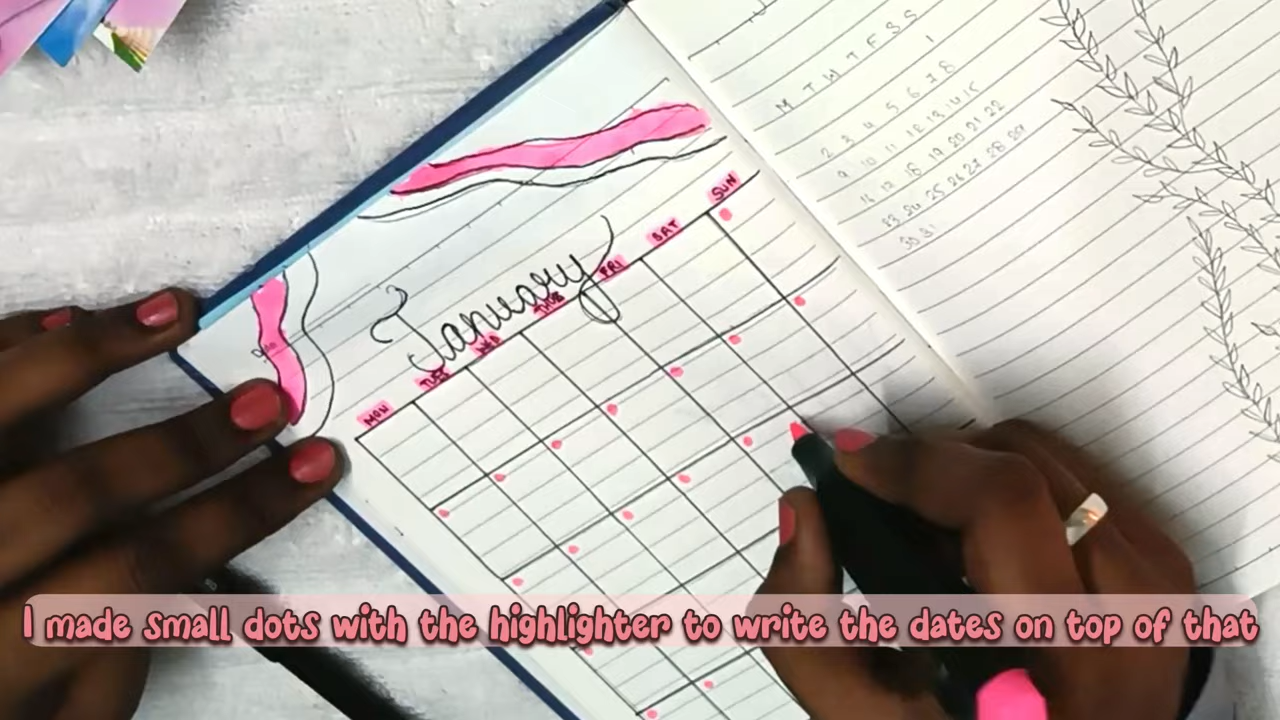 January
MON TUES WED THUR FRI SAT SUN
M T W T F S S
1
2 3 4 5 6 7 8
9 10 11 12 13 14 15
16 17 18 19 20 21 22
23 24 25 26 27 28 29
30 31
I made small dots with the highlighter to write the dates on top of that